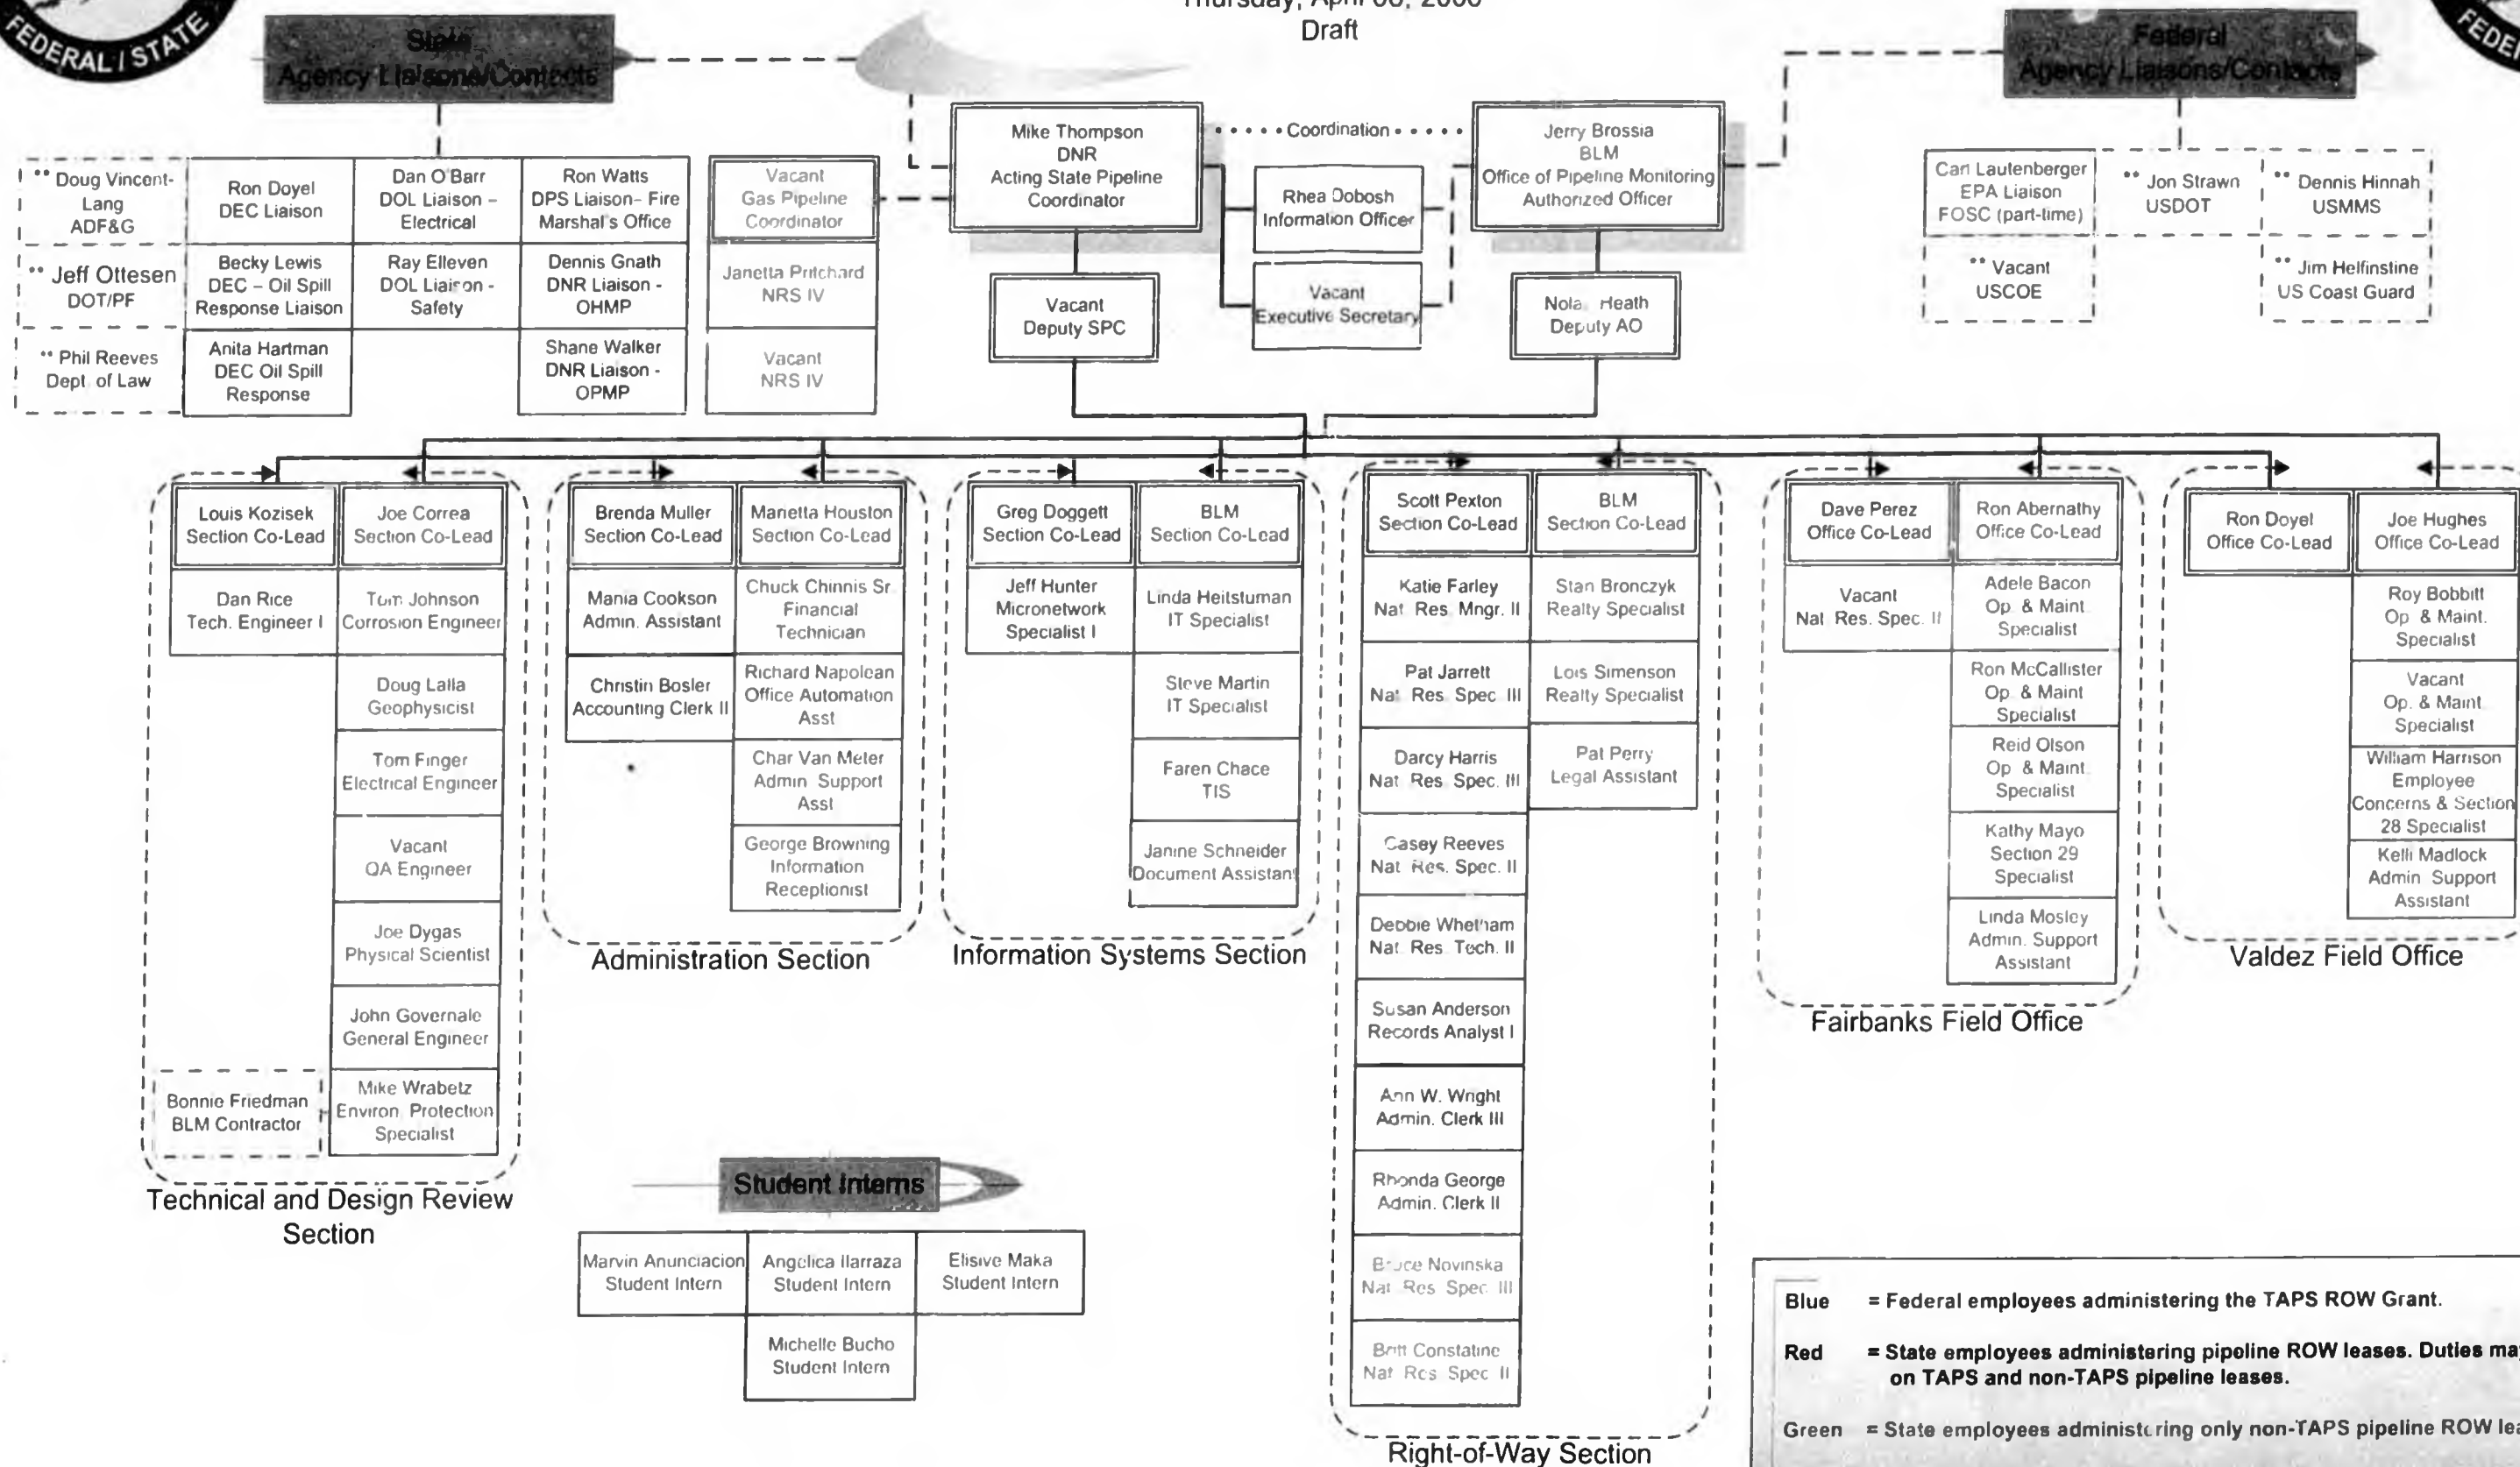 FEDERAL / STATE
Draft
State
Agency Liaisons/Contacts
Federal
Agency Liaisons/Contacts
** Doug Vincent-
Lang
ADF&G
Ron Doyel
DEC Liaison
Dan O'Barr
DOL Liaison –
Electrical
Ron Watts
DPS Liaison– Fire
Marshal's Office
** Jeff Ottesen
DOT/PF
Becky Lewis
DEC – Oil Spill
Response Liaison
Ray Elleven
DOL Liaison -
Safety
Dennis Gnath
DNR Liaison -
OHMP
** Phil Reeves
Dept. of Law
Anita Hartman
DEC Oil Spill
Response
Shane Walker
DNR Liaison -
OPMP
Vacant
Gas Pipeline
Coordinator
Janetta Pritchard
NRS IV
Vacant
NRS IV
Mike Thompson
DNR
Acting State Pipeline
Coordinator
Coordination
Jerry Brossia
BLM
Office of Pipeline Monitoring
Authorized Officer
Rhea Dobosh
Information Officer
Vacant
Executive Secretary
Vacant
Deputy SPC
Nola Heath
Deputy AO
Carl Lautenberger
EPA Liaison
FOSC (part-time)
** Jon Strawn
USDOT
** Dennis Hinnah
USMMS
** Vacant
USCOE
** Jim Helfinstine
US Coast Guard
Louis Kozisek
Section Co-Lead
Dan Rice
Tech. Engineer I
Joe Correa
Section Co-Lead
Tom Johnson
Corrosion Engineer
Doug Lalla
Geophysicist
Tom Finger
Electrical Engineer
Vacant
QA Engineer
Joe Dygas
Physical Scientist
John Governale
General Engineer
Mike Wrabetz
Environ. Protection
Specialist
Bonnie Friedman
BLM Contractor
Technical and Design Review
Section
Brenda Muller
Section Co-Lead
Mania Cookson
Admin. Assistant
Christin Bosler
Accounting Clerk II
Marietta Houston
Section Co-Lead
Chuck Chinnis Sr.
Financial
Technician
Richard Napolean
Office Automation
Asst
Char Van Meter
Admin Support
Asst
George Browning
Information
Receptionist
Administration Section
Greg Doggett
Section Co-Lead
Jeff Hunter
Micronetwork
Specialist I
BLM
Section Co-Lead
Linda Heitstuman
IT Specialist
Steve Martin
IT Specialist
Faren Chace
TIS
Janine Schneider
Document Assistant
Information Systems Section
Scott Pexton
Section Co-Lead
Katie Farley
Nat. Res. Mngr. II
Pat Jarrett
Nat. Res. Spec. III
Darcy Harris
Nat. Res. Spec. III
Casey Reeves
Nat. Res. Spec. II
Debbie Whelham
Nat. Res. Tech. II
Susan Anderson
Records Analyst I
Ann W. Wright
Admin. Clerk III
Rhonda George
Admin. Clerk II
Bruce Novinska
Nat Res Spec III
Britt Constatine
Nat Res Spec II
BLM
Section Co-Lead
Stan Bronczyk
Realty Specialist
Lois Simenson
Realty Specialist
Pat Perry
Legal Assistant
Right-of-Way Section
Dave Perez
Office Co-Lead
Vacant
Nat. Res. Spec. II
Ron Abernathy
Office Co-Lead
Adele Bacon
Op. & Maint.
Specialist
Ron McCallister
Op. & Maint
Specialist
Reid Olson
Op & Maint.
Specialist
Kathy Mayo
Section 29
Specialist
Linda Mosley
Admin. Support
Assistant
Fairbanks Field Office
Ron Doyel
Office Co-Lead
Joe Hughes
Office Co-Lead
Roy Bobbitt
Op & Maint.
Specialist
Vacant
Op. & Maint.
Specialist
William Harrison
Employee
Concerns & Section
28 Specialist
Kelli Madlock
Admin Support
Assistant
Valdez Field Office
Student Interns
Marvin Anunciacion
Student Intern
Angelica Ilarraza
Student Intern
Elisive Maka
Student Intern
Michelle Bucho
Student Intern
Blue = Federal employees administering the TAPS ROW Grant.
Red = State employees administering pipeline ROW leases. Duties
on TAPS and non-TAPS pipeline leases.
Green = State employees administering only non-TAPS pipeline ROW